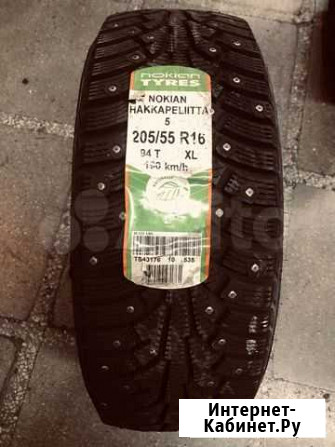 nokian
TYRES
NOKIAN
HAKKAPELIITTA
5
205/55 R16
94 T XL
190 km/h
Интернет-
Кабинет.Ру